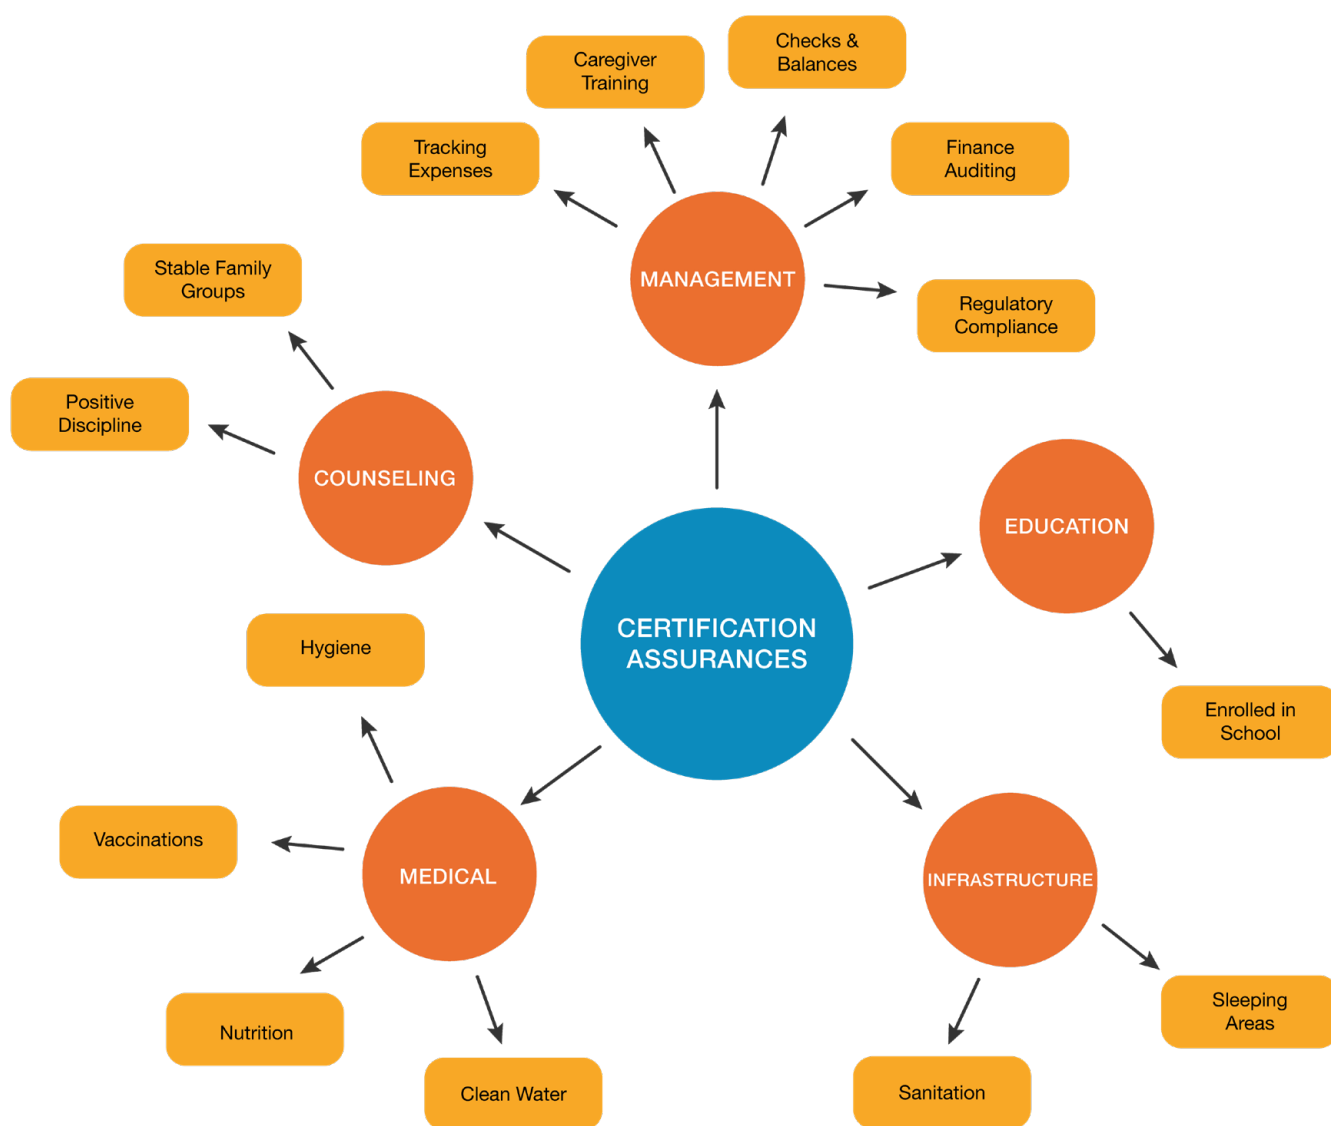 Checks &
Balances
Caregiver
Training
Tracking
Expenses
Finance
Auditing
MANAGEMENT
Regulatory
Compliance
Stable Family
Groups
Positive
Discipline
COUNSELING
EDUCATION
Enrolled in
School
CERTIFICATION
ASSURANCES
Hygiene
Vaccinations
MEDICAL
Nutrition
Clean Water
INFRASTRUCTURE
Sleeping
Areas
Sanitation